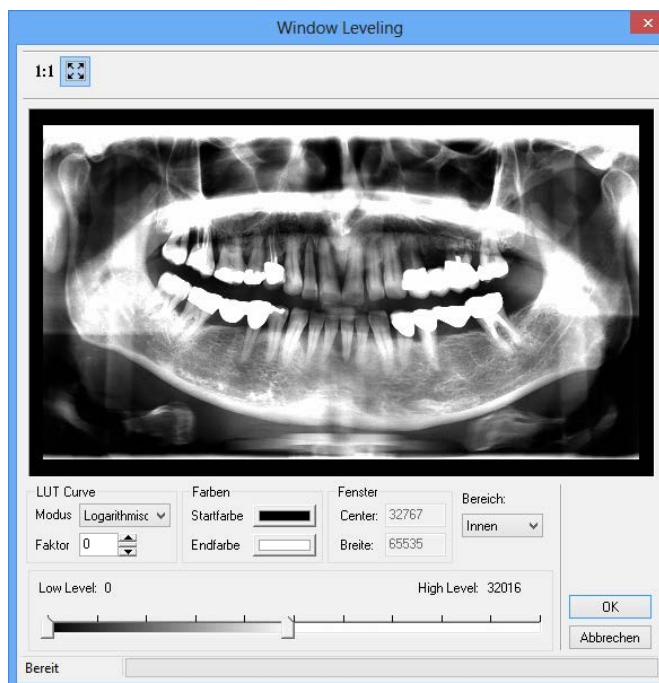 Window Leveling
1:1
LUT Curve
Modus Logarithmisc
Faktor 0
Farben
Startfarbe
Endfarbe
Fenster
Center: 32767
Breite: 65535
Bereich:
Innen
Low Level: 0 High Level: 32016
OK
Abbrechen
Bereit